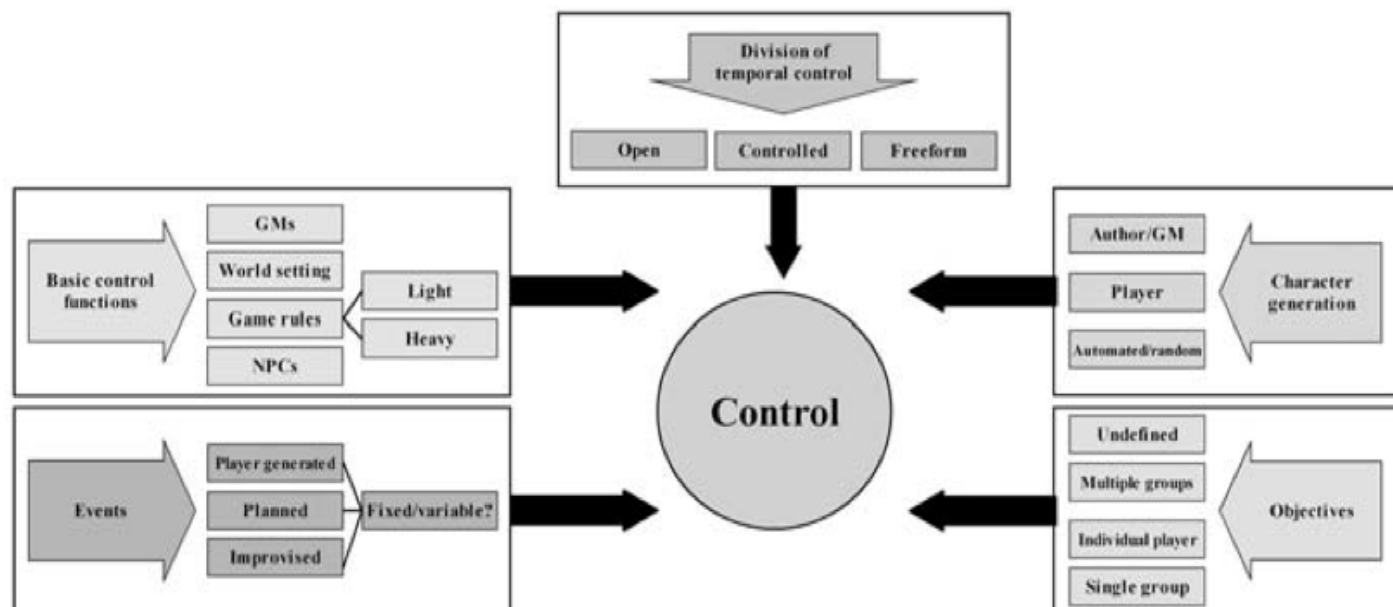 Division of
temporal control
Open
Controlled
Freeform
Basic control
functions
GMs
World setting
Game rules
NPCs
Light
Heavy
Author/GM
Player
Automated/random
Character
generation
Control
Events
Player generated
Planned
Improvised
Fixed/variable?
Undefined
Multiple groups
Individual player
Single group
Objectives